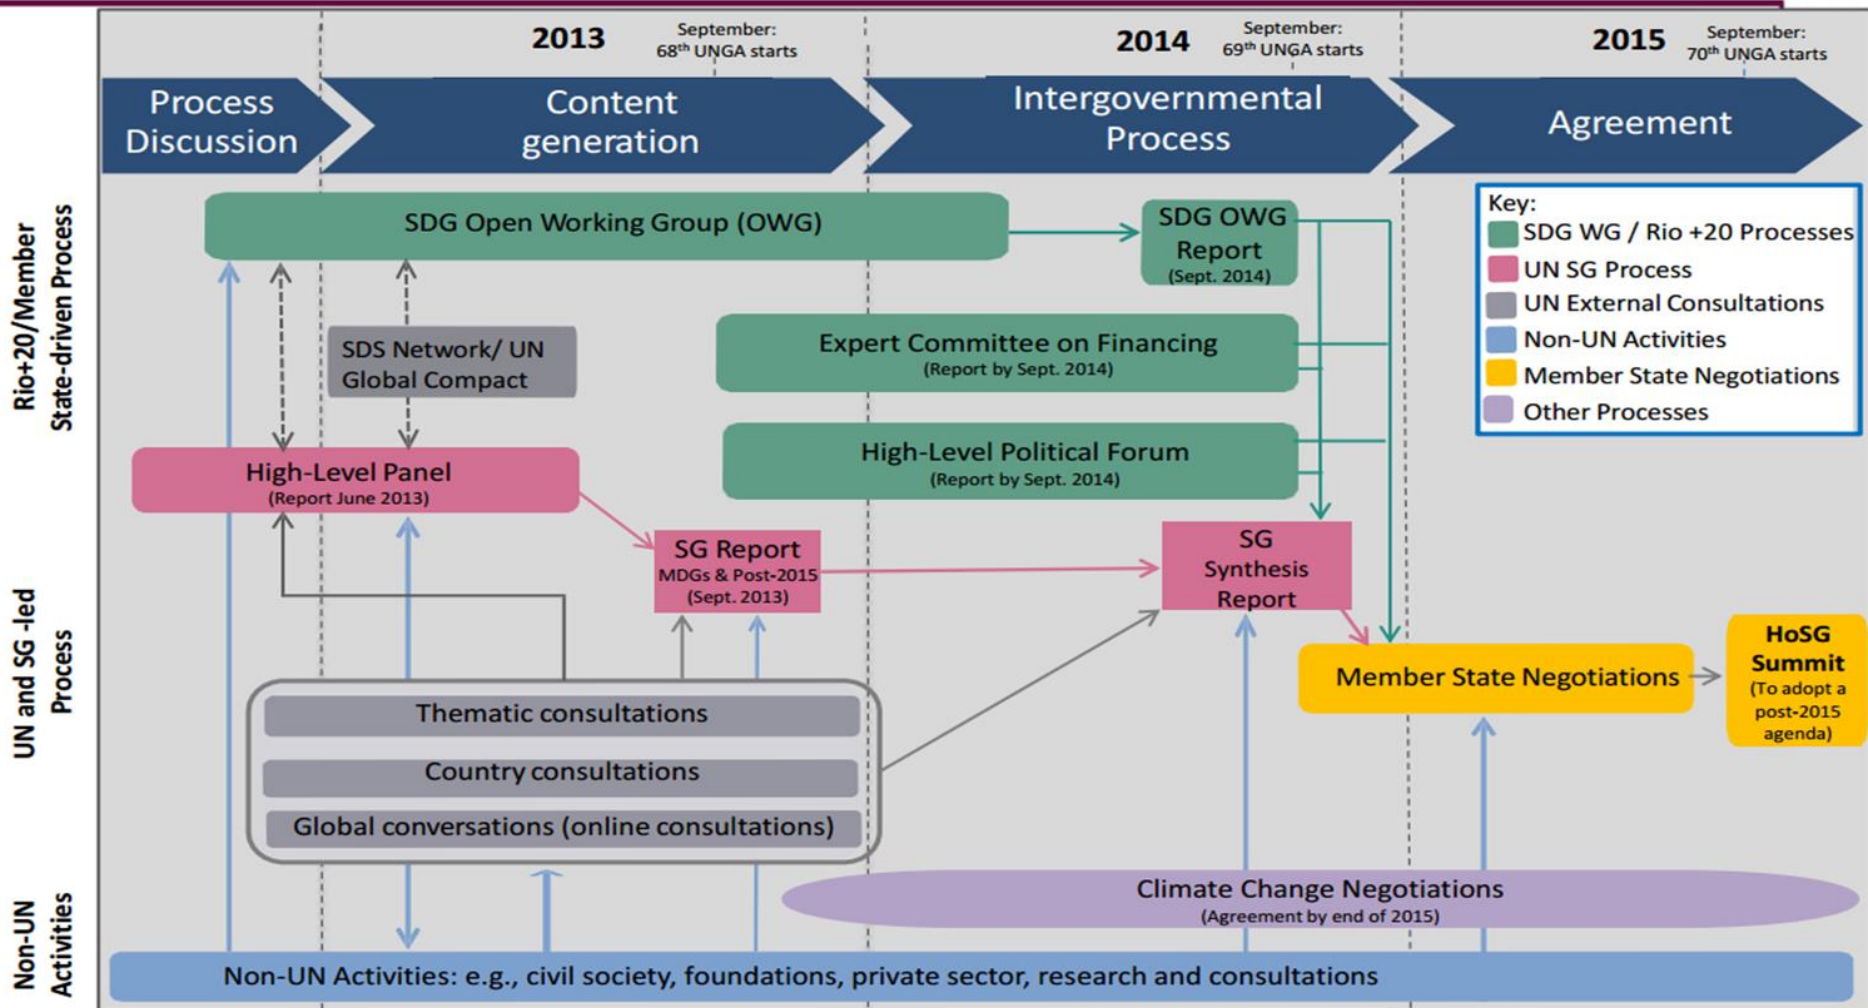 2013
September:
68th UNGA starts
2014
September:
69th UNGA starts
2015
September:
70th UNGA starts
Process
Discussion
Content
generation
Intergovernmental
Process
Agreement
Rio+20/Member
State-driven Process
SDG Open Working Group (OWG)
SDG OWG
Report
(Sept. 2014)
Key:
SDG WG / Rio +20 Processes
UN SG Process
UN External Consultations
Non-UN Activities
Member State Negotiations
Other Processes
SDS Network/ UN
Global Compact
Expert Committee on Financing
(Report by Sept. 2014)
High-Level Political Forum
(Report by Sept. 2014)
High-Level Panel
(Report June 2013)
UN and SG -led
Process
SG Report
MDGs & Post-2015
(Sept. 2013)
SG
Synthesis
Report
Member State Negotiations
HoSG
Summit
(To adopt a
post-2015
agenda)
Thematic consultations
Country consultations
Global conversations (online consultations)
Non-UN
Activities
Climate Change Negotiations
(Agreement by end of 2015)
Non-UN Activities: e.g., civil society, foundations, private sector, research and consultations